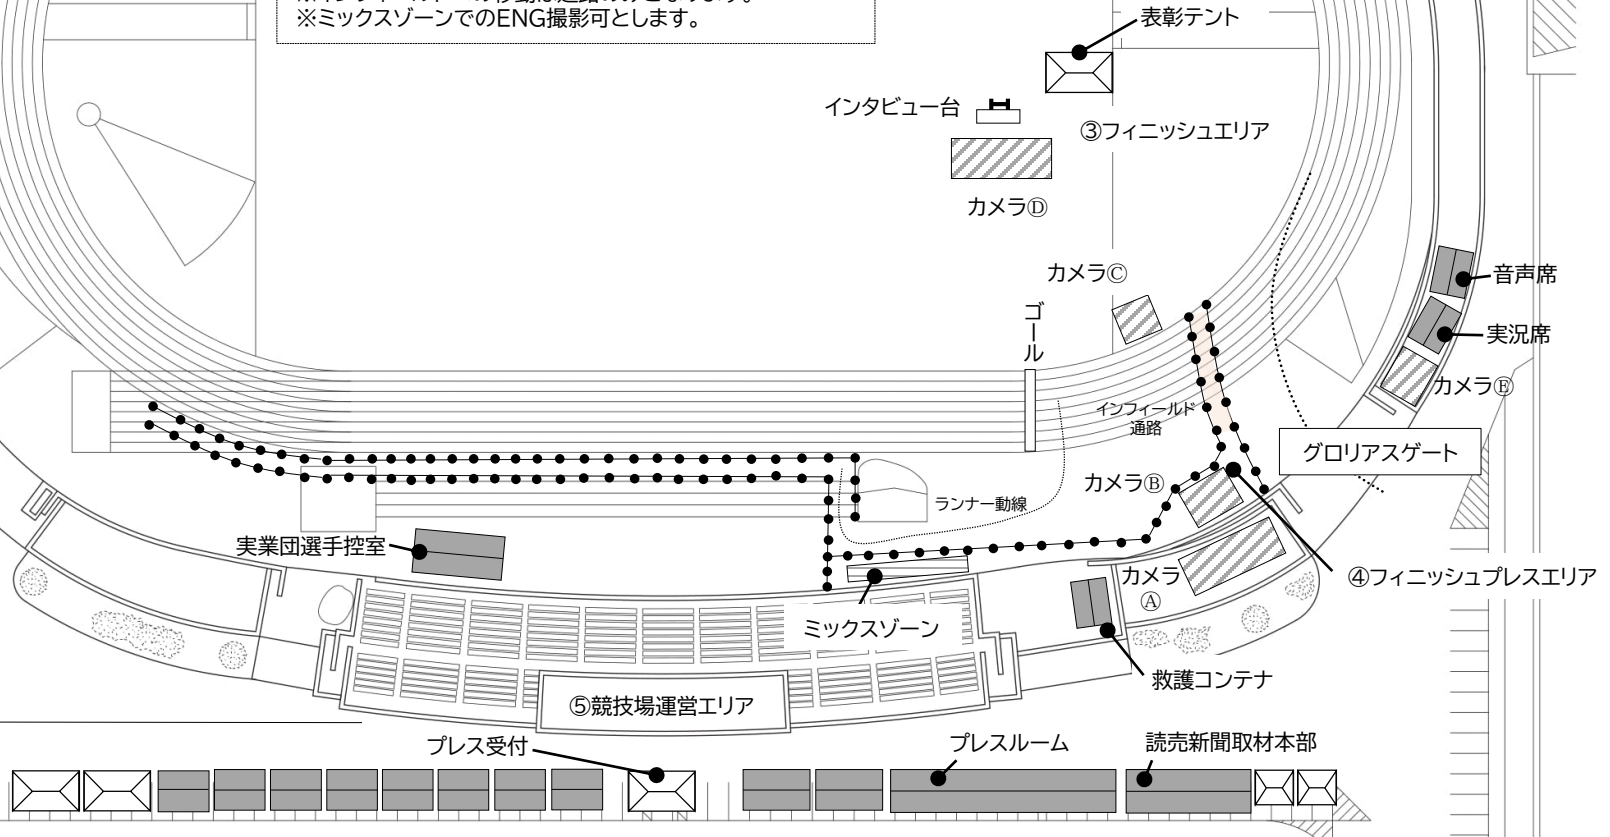 ※ミックスゾーンでのENG撮影可とします。
表彰テント
インタビュー台
③フィニッシュエリア
カメラⒹ
カメラⒸ
ゴール
音声席
実況席
カメラⒺ
インフィールド
通路
グロリアスゲート
カメラⒷ
ランナー動線
実業団選手控室
カメラ
Ⓐ
④フィニッシュプレスエリア
ミックスゾーン
救護コンテナ
⑤競技場運営エリア
プレス受付
プレスルーム
読売新聞取材本部